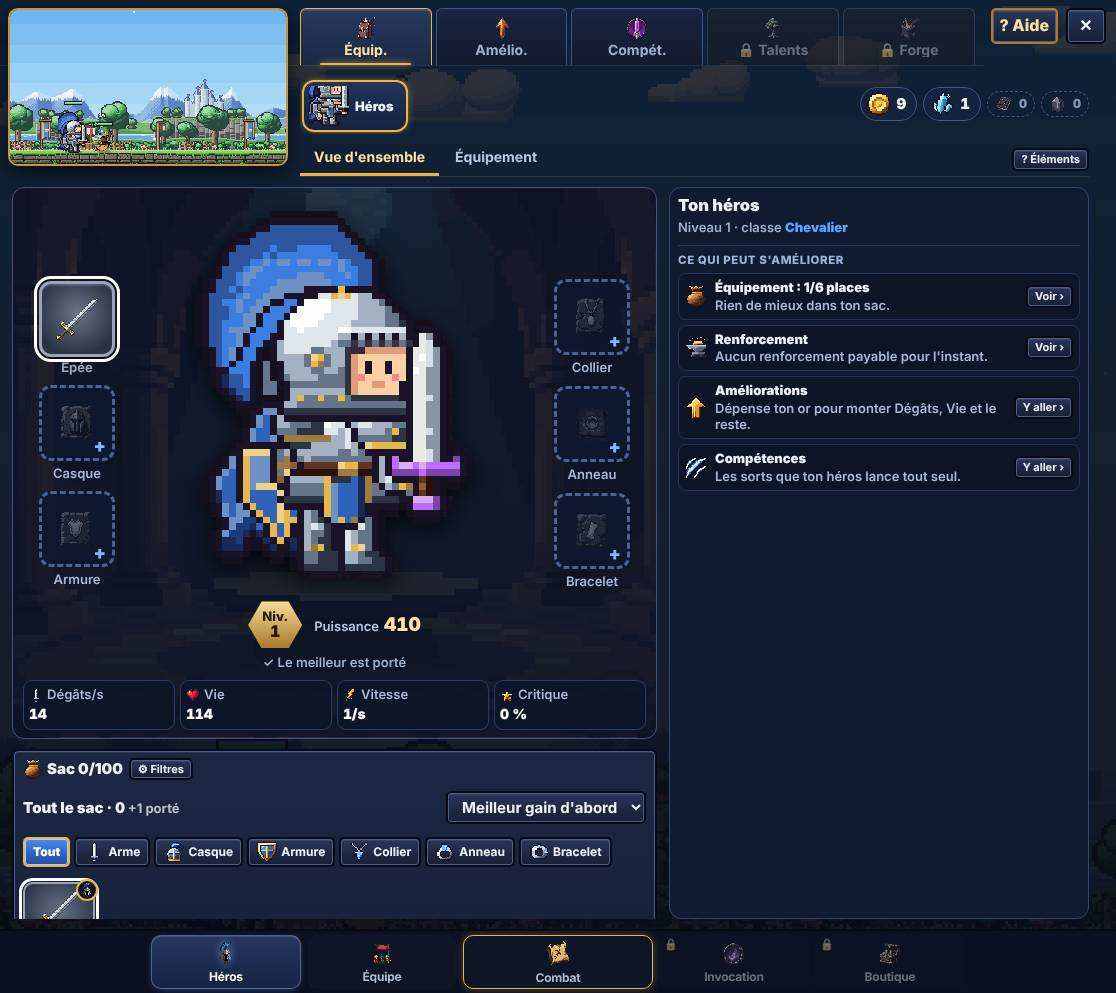 Équip.
Amélio.
Compét.
Talents
Forge
? Aide
×
Héros
9
1
0
0
Vue d'ensemble
Équipement
? Éléments
Épée
Casque
Armure
Collier
Anneau
Bracelet
Niv.
1
Puissance 410
✓ Le meilleur est porté
Dégâts/s
14
Vie
114
Vitesse
1/s
Critique
0 %
Ton héros
Niveau 1 · classe Chevalier
CE QUI PEUT S'AMÉLIORER
Équipement : 1/6 places
Rien de mieux dans ton sac.
Voir ›
Renforcement
Aucun renforcement payable pour l'instant.
Voir ›
Améliorations
Dépense ton or pour monter Dégâts, Vie et le
reste.
Y aller ›
Compétences
Les sorts que ton héros lance tout seul.
Y aller ›
Sac 0/100
Filtres
Tout le sac · 0 +1 porté
Meilleur gain d'abord
Tout
Arme
Casque
Armure
Collier
Anneau
Bracelet
Héros
Équipe
Combat
Invocation
Boutique